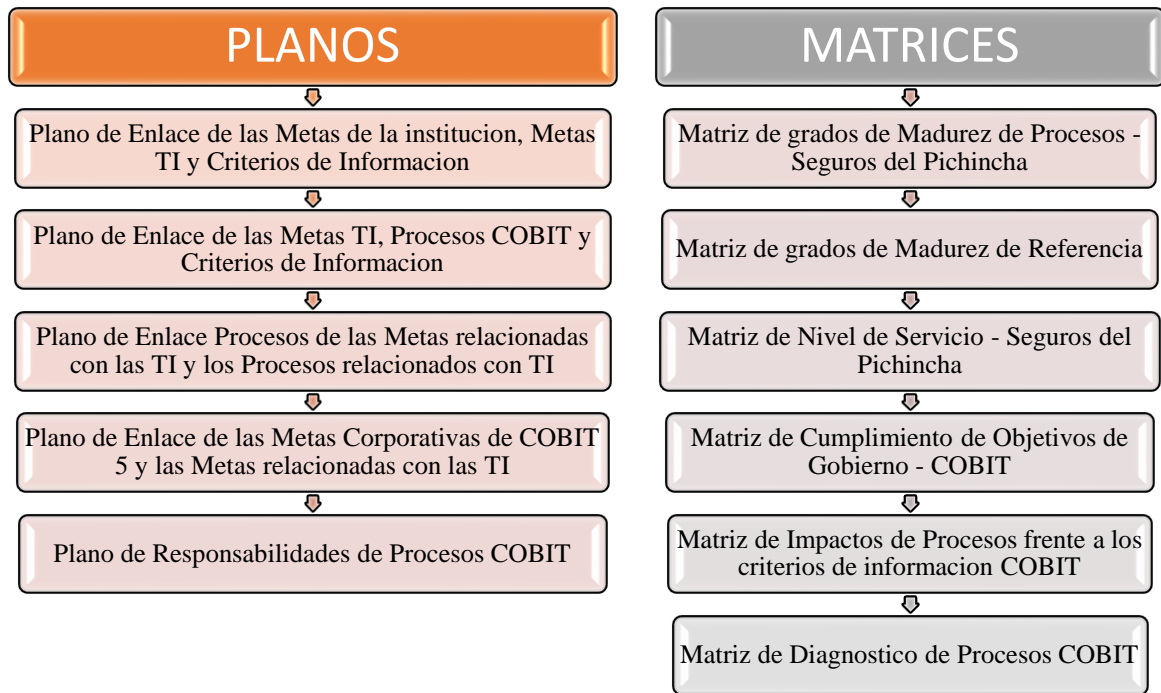 PLANOS
Plano de Enlace de las Metas de la institucion, Metas
TI y Criterios de Informacion
Plano de Enlace de las Metas TI, Procesos COBIT y
Criterios de Informacion
Plano de Enlace Procesos de las Metas relacionadas
con las TI y los Procesos relacionados con TI
Plano de Enlace de las Metas Corporativas de COBIT
5 y las Metas relacionadas con las TI
Plano de Responsabilidades de Procesos COBIT
MATRICES
Matriz de grados de Madurez de Procesos -
Seguros del Pichincha
Matriz de grados de Madurez de Referencia
Matriz de Nivel de Servicio - Seguros del
Pichincha
Matriz de Cumplimiento de Objetivos de
Gobierno - COBIT
Matriz de Impactos de Procesos frente a los
criterios de informacion COBIT
Matriz de Diagnostico de Procesos COBIT